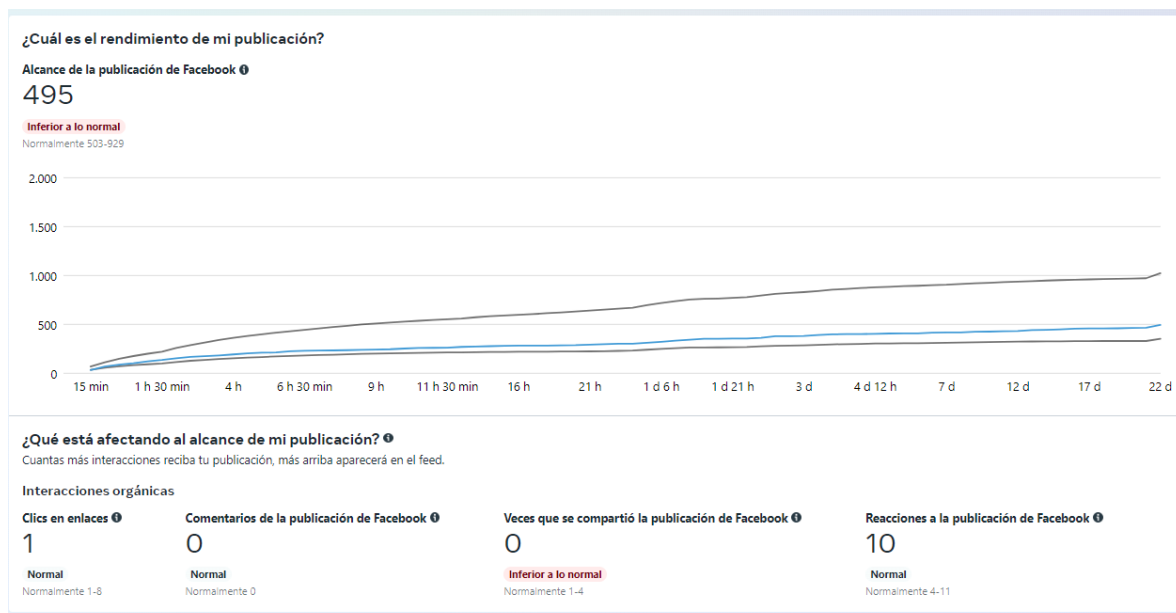 ¿Cuál es el rendimiento de mi publicación?
Alcance de la publicación de Facebook
495
Inferior a lo normal
Normalmente 503-929
2.000
1.500
1.000
500
0
15 min 1 h 30 min 4 h 6 h 30 min 9 h 11 h 30 min 16 h 21 h 1 d 6 h 1 d 21 h 3 d 4 d 12 h 7 d 12 d 17 d 22 d
¿Qué está afectando al alcance de mi publicación?
Cuantas más interacciones reciba tu publicación, más arriba aparecerá en el feed.
Interacciones orgánicas
Clics en enlaces Comentarios de la publicación de Facebook Veces que se compartió la publicación de Facebook Reacciones a la publicación de Facebook
1 0 0 10
Normal Normal Inferior a lo normal Normal
Normalmente 1-8 Normalmente 0 Normalmente 1-4 Normalmente 4-11